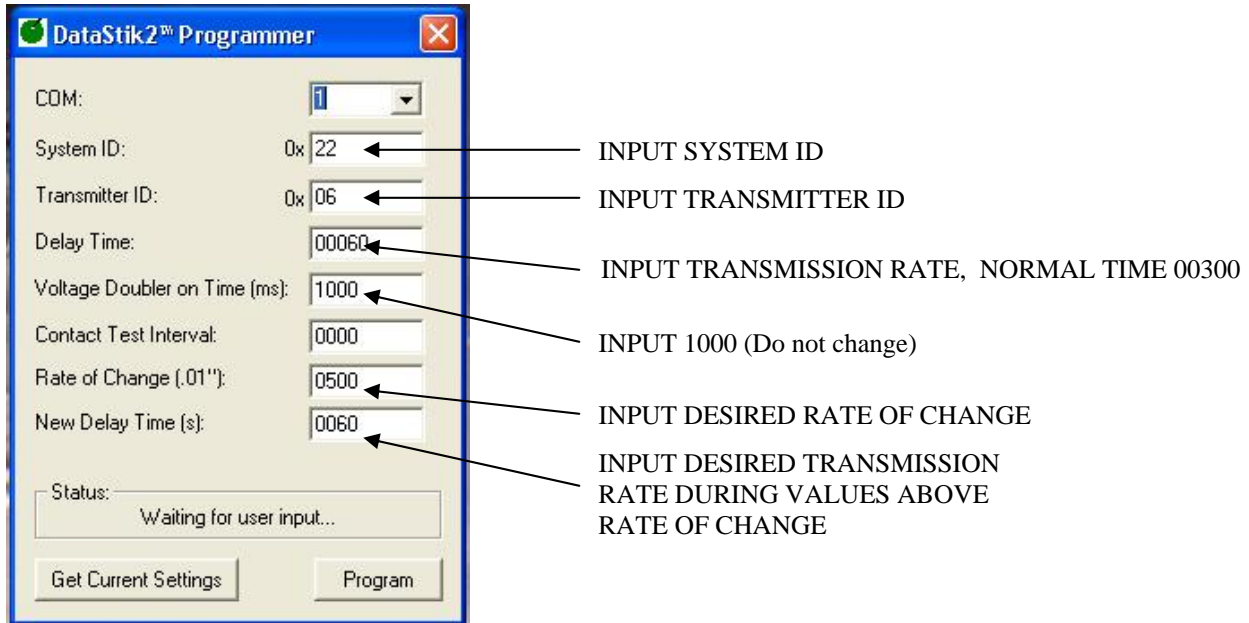 DataStik2™ Programmer
COM: 1
System ID: 0x 22
INPUT SYSTEM ID
Transmitter ID: 0x 06
INPUT TRANSMITTER ID
Delay Time: 00060
INPUT TRANSMISSION RATE, NORMAL TIME 00300
Voltage Doubler on Time (ms): 1000
INPUT 1000 (Do not change)
Contact Test Interval: 0000
Rate of Change (.01"): 0500
INPUT DESIRED RATE OF CHANGE
New Delay Time (s): 0060
INPUT DESIRED TRANSMISSION
RATE DURING VALUES ABOVE
RATE OF CHANGE
Status:
Waiting for user input...
Get Current Settings
Program